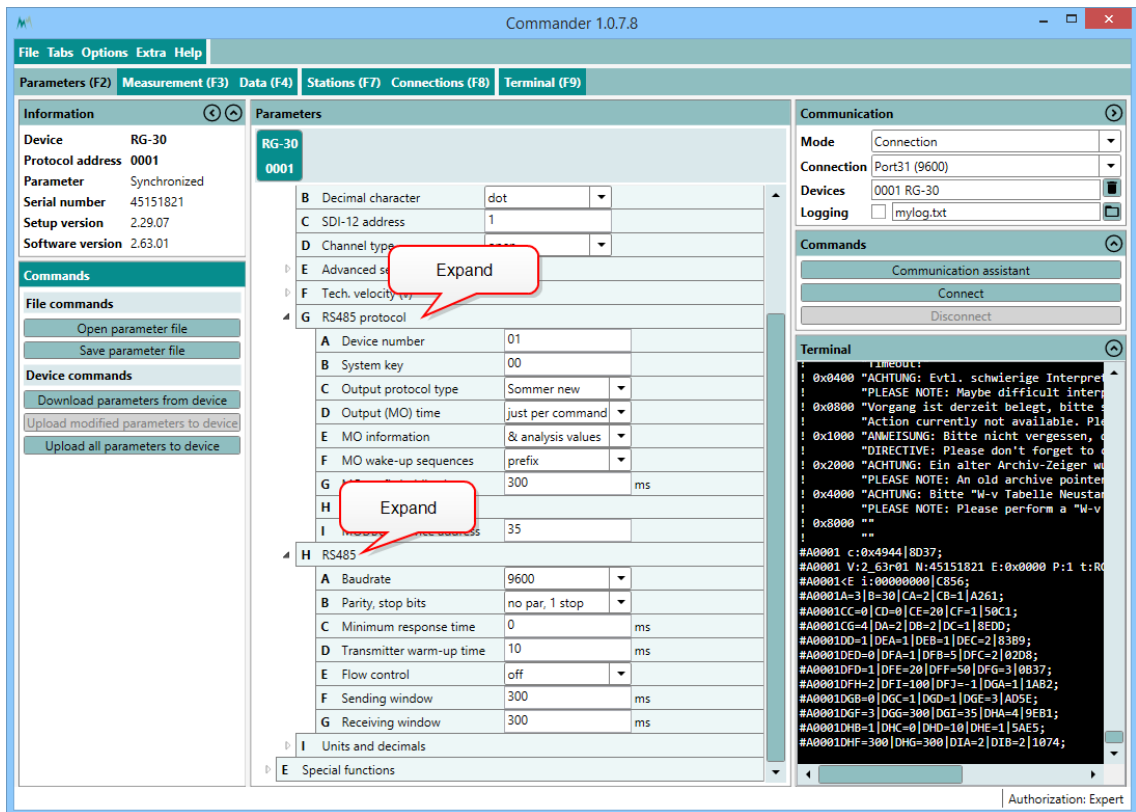 Commander 1.0.7.8
File Tabs Options Extra Help
Parameters (F2) Measurement (F3) Data (F4) Stations (F7) Connections (F8) Terminal (F9)
Information
Device RG-30
Protocol address 0001
Parameter Synchronized
Serial number 45151821
Setup version 2.29.07
Software version 2.63.01
Commands
File commands
Open parameter file
Save parameter file
Device commands
Download parameters from device
Upload modified parameters to device
Upload all parameters to device
Parameters
RG-30
0001
B Decimal character dot
C SDI-12 address 1
D Channel type
E Advanced
Expand
F Tech. velocity (v)
G RS485 protocol
A Device number 01
B System key 00
C Output protocol type Sommer new
D Output (MO) time just per command
E MO information & analysis values
F MO wake-up sequences prefix
G 300 ms
Expand
H
I address 35
H RS485
A Baudrate 9600
B Parity, stop bits no par, 1 stop
C Minimum response time 0 ms
D Transmitter warm-up time 10 ms
E Flow control off
F Sending window 300 ms
G Receiving window 300 ms
I Units and decimals
E Special functions
Communication
Mode Connection
Connection Port31 (9600)
Devices 0001 RG-30
Logging mylog.txt
Commands
Communication assistant
Connect
Disconnect
Terminal
! Timeout!
! 0x0400 "ACHTUNG: Evtl. schwierige Interpret
! "PLEASE NOTE: Maybe difficult interp
! 0x0800 "Vorgang ist derzeit belegt, bitte s
! "Action currently not available. Ple
! 0x1000 "ANWEISUNG: Bitte nicht vergessen, d
! "DIRECTIVE: Please don't forget to c
! 0x2000 "ACHTUNG: Ein alter Archiv-Zeiger wu
! "PLEASE NOTE: An old archive pointer
! 0x4000 "ACHTUNG: Bitte "W-v Tabelle Neustar
! "PLEASE NOTE: Please perform a "W-v
! 0x8000 ""
! ""
#A0001 c:0x4944|8D37;
#A0001 V:2_63r01 N:45151821 E:0x0000 P:1 t:RG
#A0001<E i:00000000|C856;
#A0001A=3|B=30|CA=2|CB=1|A261;
#A0001CC=0|CD=0|CE=20|CF=1|50C1;
#A0001CG=4|DA=2|DB=2|DC=1|8EDD;
#A0001DD=1|DEA=1|DEB=1|DEC=2|83B9;
#A0001DED=0|DFA=1|DFB=5|DFC=2|02D8;
#A0001DFD=1|DFE=20|DFF=50|DFG=3|0B37;
#A0001DFH=2|DFI=100|DFJ=-1|DGA=1|1AB2;
#A0001DGB=0|DGC=1|DGD=1|DGE=3|AD5E;
#A0001DGF=3|DGG=300|DGI=35|DHA=4|9EB1;
#A0001DHB=1|DHC=0|DHD=10|DHE=1|5AE5;
#A0001DHF=300|DHG=300|DIA=2|DIB=2|1074;
Authorization: Expert